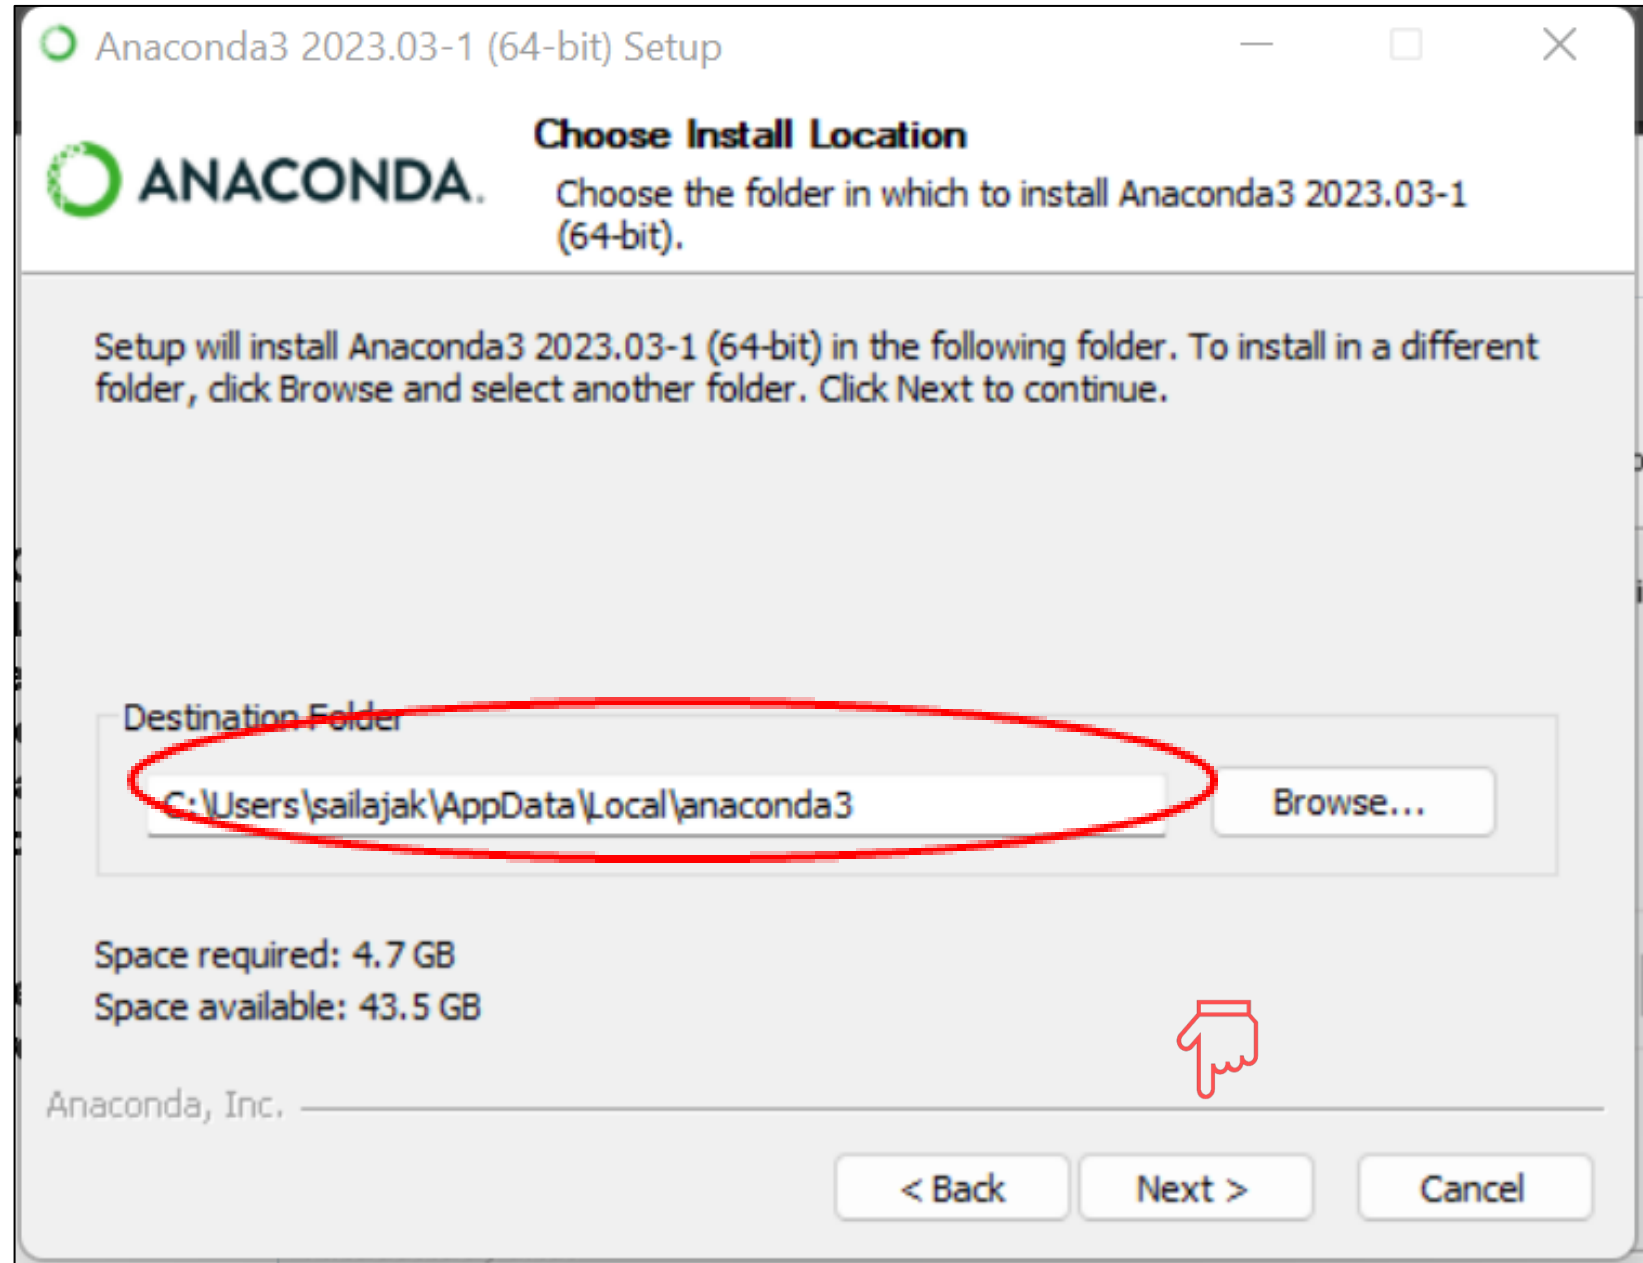 Anaconda3 2023.03-1 (64-bit) Setup
ANACONDA.
Choose Install Location
Choose the folder in which to install Anaconda3 2023.03-1
(64-bit).
Setup will install Anaconda3 2023.03-1 (64-bit) in the following folder. To install in a different
folder, click Browse and select another folder. Click Next to continue.
Destination Folder
C:\Users\sailajak\AppData\Local\anaconda3
Browse...
Space required: 4.7 GB
Space available: 43.5 GB
Anaconda, Inc.
< Back
Next >
Cancel